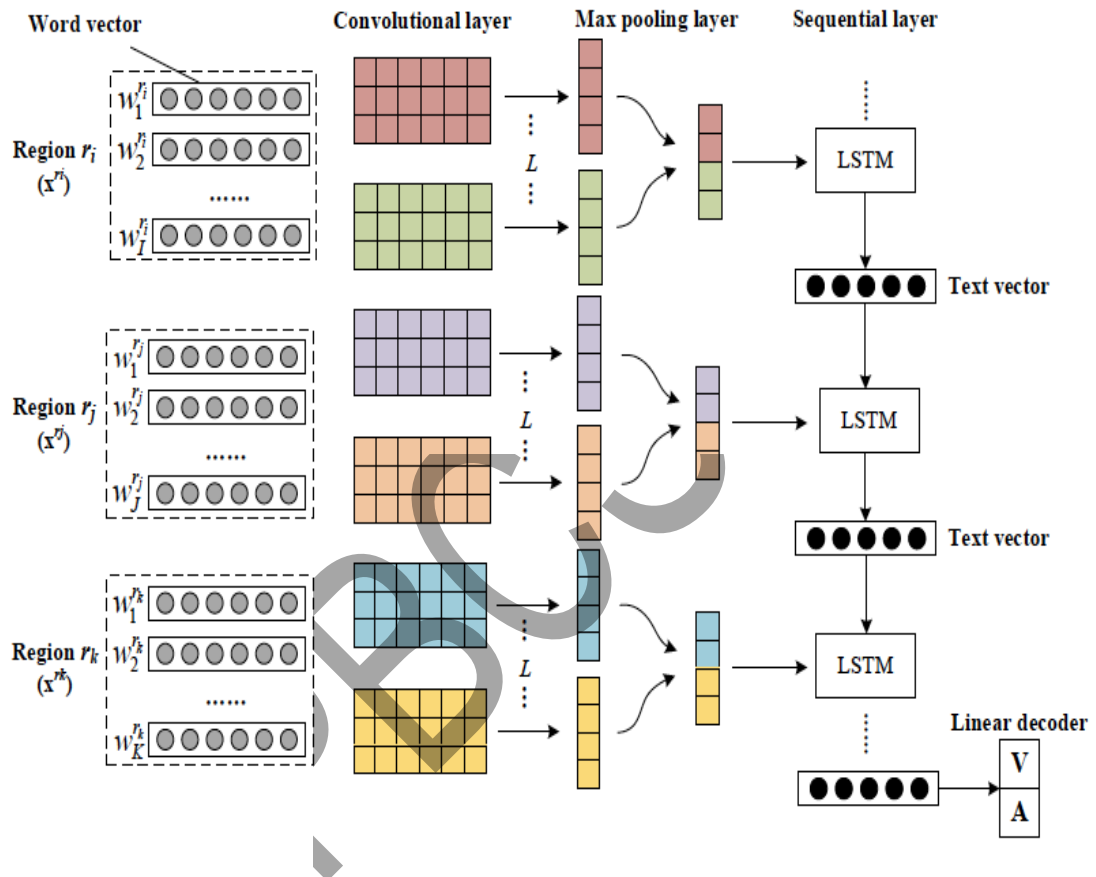 Word vector
Convolutional layer
Max pooling layer
Sequential layer
w_1^{r_i}
w_2^{r_i}
......
w_I^{r_i}
Region r_i
(x^{r_i})
L
LSTM
Text vector
w_1^{r_j}
w_2^{r_j}
......
w_J^{r_j}
Region r_j
(x^{r_j})
L
LSTM
Text vector
w_1^{r_k}
w_2^{r_k}
......
w_K^{r_k}
Region r_k
(x^{r_k})
L
LSTM
Linear decoder
V
A